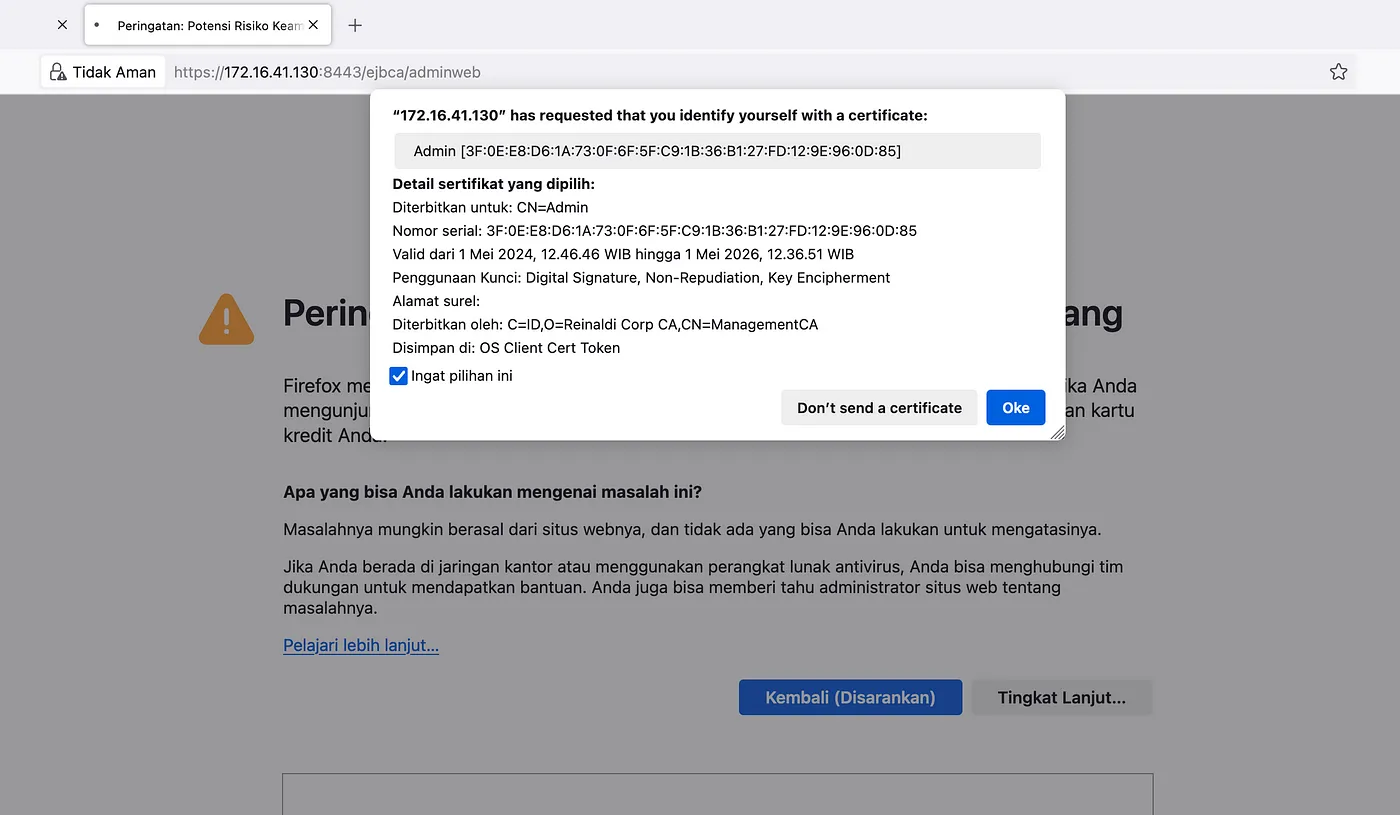 Peringatan: Potensi Risiko Keam
Tidak Aman
https://172.16.41.130:8443/ejbca/adminweb
“172.16.41.130” has requested that you identify yourself with a certificate:
Admin [3F:0E:E8:D6:1A:73:0F:6F:5F:C9:1B:36:B1:27:FD:12:9E:96:0D:85]
Detail sertifikat yang dipilih:
Diterbitkan untuk: CN=Admin
Nomor serial: 3F:0E:E8:D6:1A:73:0F:6F:5F:C9:1B:36:B1:27:FD:12:9E:96:0D:85
Valid dari 1 Mei 2024, 12.46.46 WIB hingga 1 Mei 2026, 12.36.51 WIB
Penggunaan Kunci: Digital Signature, Non-Repudiation, Key Encipherment
Alamat surel:
Diterbitkan oleh: C=ID,O=Reinaldi Corp CA,CN=ManagementCA
Disimpan di: OS Client Cert Token
Ingat pilihan ini
Don’t send a certificate
Oke
Perin ang
Firefox me ika Anda
mengunju an kartu
kredit Anda.
Apa yang bisa Anda lakukan mengenai masalah ini?
Masalahnya mungkin berasal dari situs webnya, dan tidak ada yang bisa Anda lakukan untuk mengatasinya.
Jika Anda berada di jaringan kantor atau menggunakan perangkat lunak antivirus, Anda bisa menghubungi tim
dukungan untuk mendapatkan bantuan. Anda juga bisa memberi tahu administrator situs web tentang
masalahnya.
Pelajari lebih lanjut...
Kembali (Disarankan)
Tingkat Lanjut...